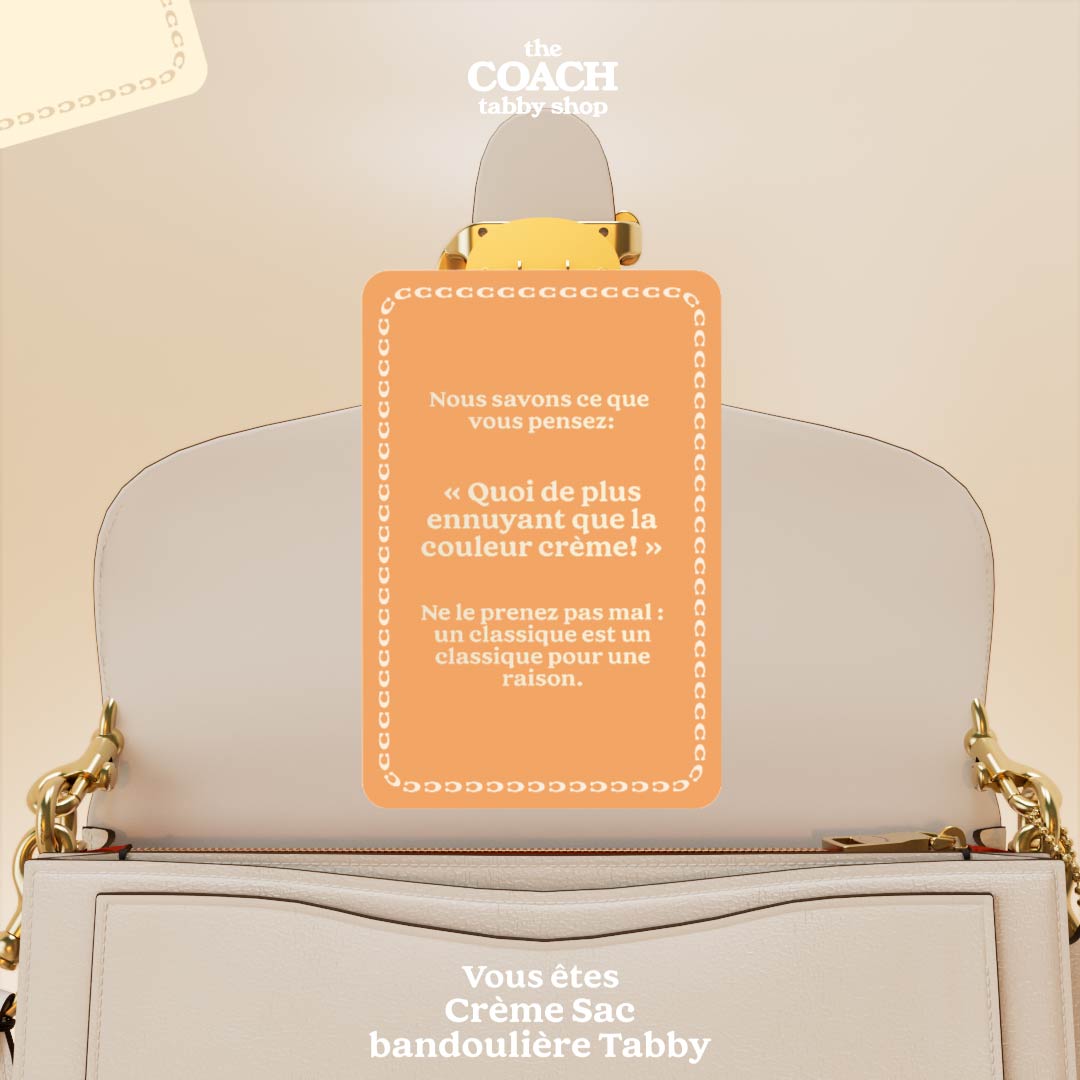 the
COACH
tabby shop
Nous savons ce que
vous pensez:
« Quoi de plus
ennuyant que la
couleur crème! »
Ne le prenez pas mal :
un classique est un
classique pour une
raison.
Vous êtes
Crème Sac
bandoulière Tabby